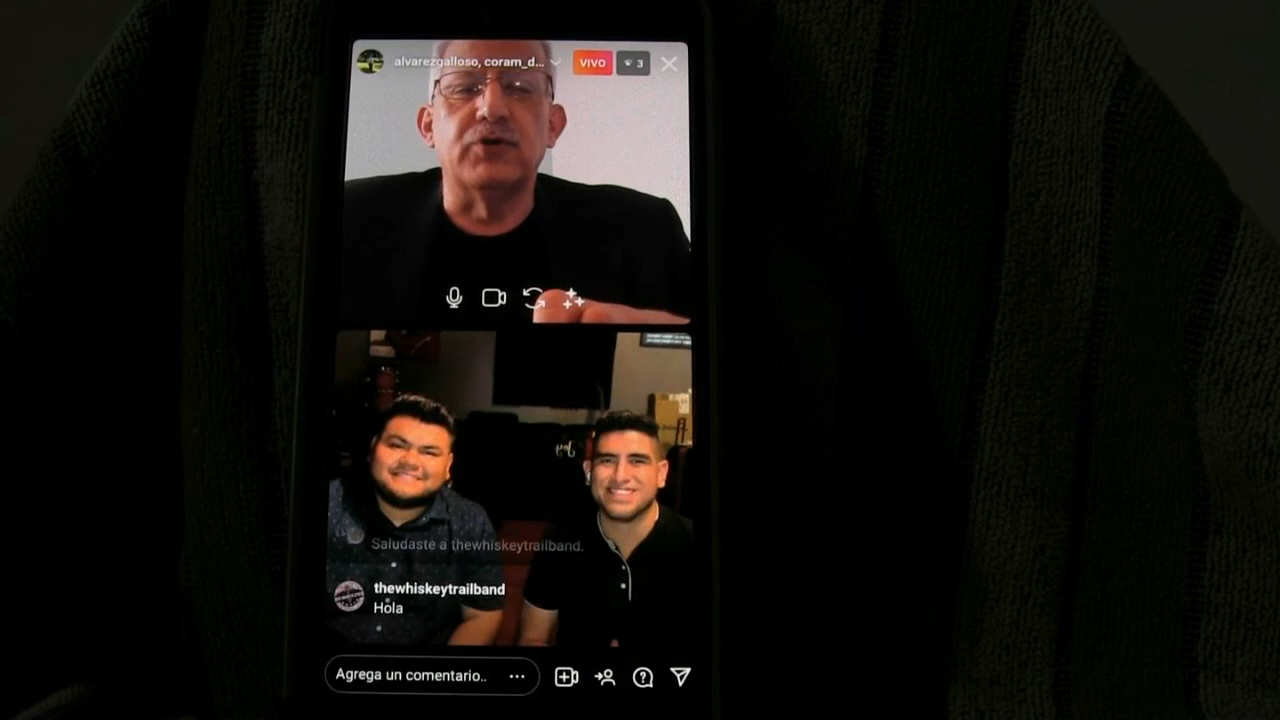 alvarezgalloso, coram_d...
VIVO
3
Saludaste a thewhiskeytrailband.
thewhiskeytrailband
Hola
Agrega un comentario..